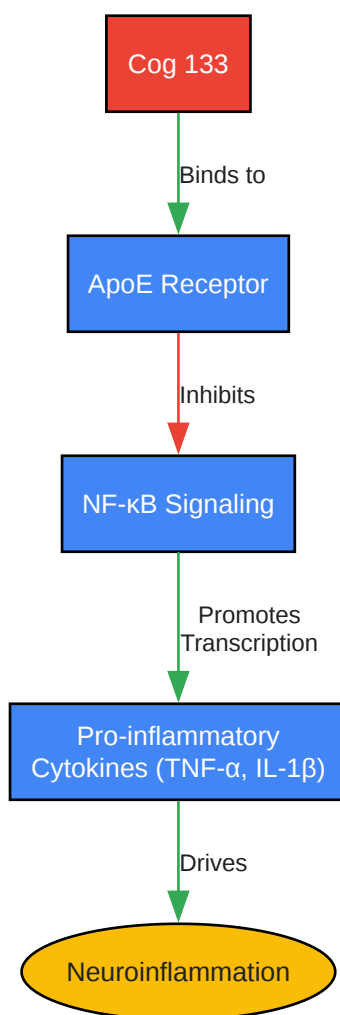 Cog 133
Binds to
ApoE Receptor
Inhibits
NF-κB Signaling
Promotes
Transcription
Pro-inflammatory
Cytokines (TNF-α, IL-1β)
Drives
Neuroinflammation